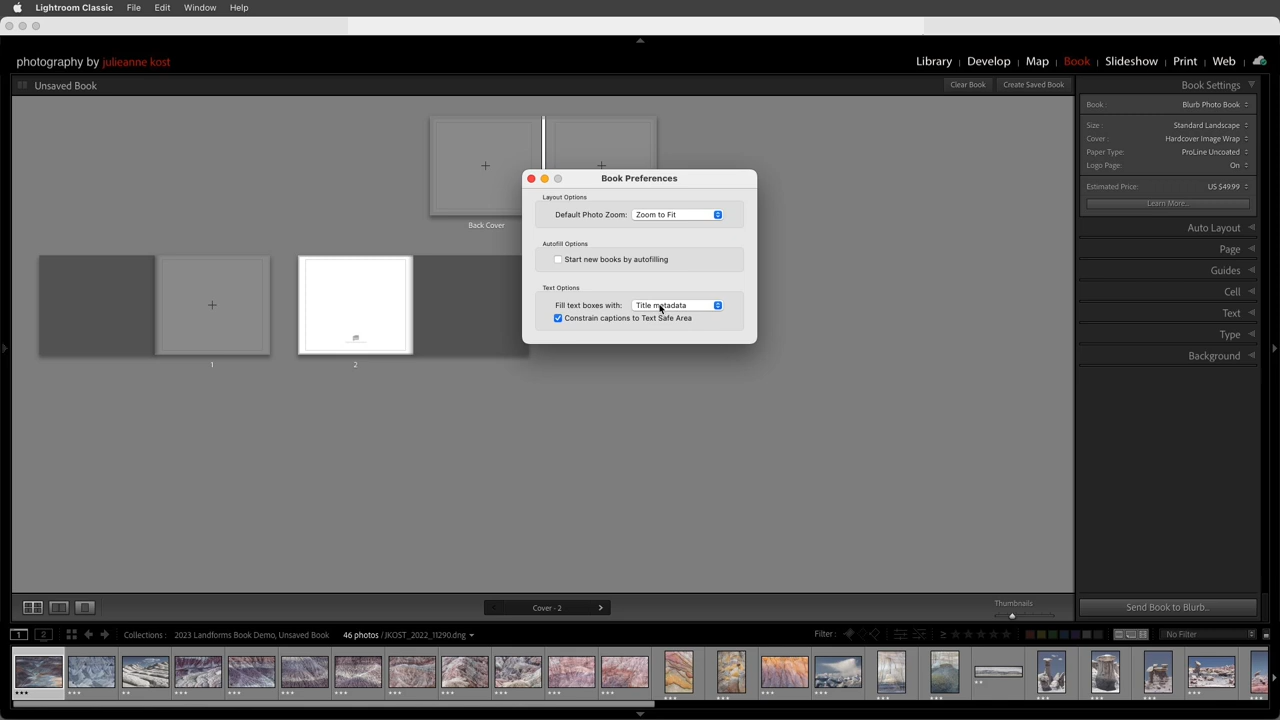 Lightroom Classic File Edit Window Help
photography by julieanne kost
Library | Develop | Map | Book | Slideshow | Print | Web
Unsaved Book
Clear Book
Create Saved Book
Book Settings
Book : Blurb Photo Book
Size : Standard Landscape
Cover : Hardcover Image Wrap
Paper Type: ProLine Uncoated
Logo Page: On
Estimated Price: US $49.99
Learn More...
Auto Layout
Page
Guides
Cell
Text
Type
Background
Back Cover
1
2
Book Preferences
Layout Options
Default Photo Zoom: Zoom to Fit
Autofill Options
Start new books by autofilling
Text Options
Fill text boxes with: Title metadata
Constrain captions to Text Safe Area
Cover - 2
Thumbnails
Send Book to Blurb...
1 2 Collections : 2023 Landforms Book Demo, Unsaved Book 46 photos / JKOST_2022_11290.dng
Filter :
No Filter